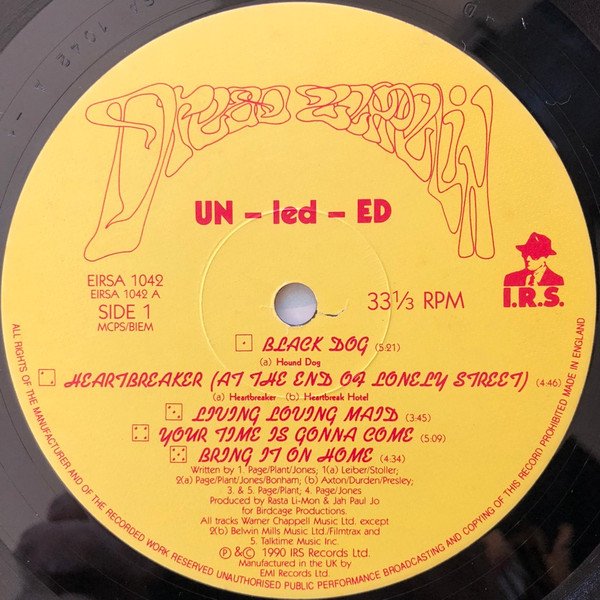 DREAD ZEPPELIN
UN – led – ED
EIRSA 1042
EIRSA 1042 A
SIDE 1
MCPS/BIEM
33⅓ RPM
I.R.S.
⚀ BLACK DOG (5:21)
(a) Hound Dog
⚁ HEARTBREAKER (AT THE END OF LONELY STREET) (4:46)
(a) Heartbreaker (b) Heartbreak Hotel
⚂ LIVING LOVING MAID (3:45)
⚃ YOUR TIME IS GONNA COME (5:09)
⚄ BRING IT ON HOME (4:34)
Written by 1. Page/Plant/Jones; 1(a) Leiber/Stoller;
2(a) Page/Plant/Jones/Bonham; (b) Axton/Durden/Presley;
3. & 5. Page/Plant; 4. Page/Jones
Produced by Rasta Li-Mon & Jah Paul Jo
for Birdcage Productions.
All tracks Warner Chappell Music Ltd. except
2(b) Belwin Mills Music Ltd./Filmtrax and
5. Talktime Music Inc.
℗ &© 1990 IRS Records Ltd.
Manufactured in the UK by
EMI Records Ltd.
ALL RIGHTS OF THE MANUFACTURER AND OF THE RECORDED WORK RESERVED UNAUTHORISED PUBLIC PERFORMANCE BROADCASTING AND COPYING OF THIS RECORD PROHIBITED MADE IN ENGLAND